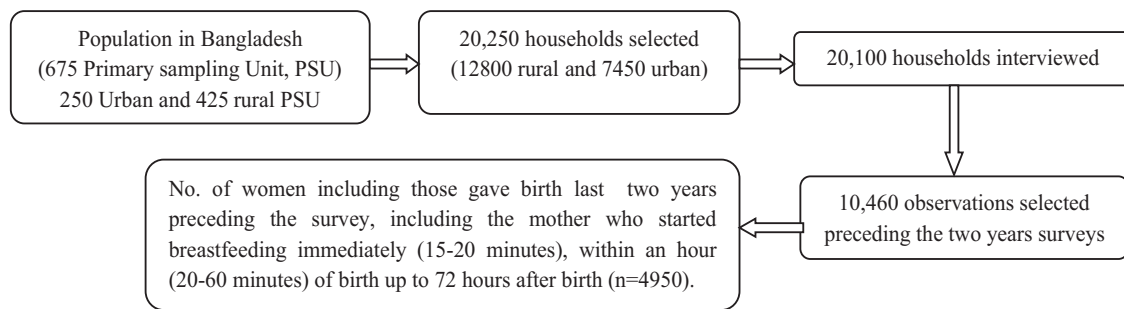 Population in Bangladesh
(675 Primary sampling Unit, PSU)
250 Urban and 425 rural PSU
20,250 households selected
(12800 rural and 7450 urban)
20,100 households interviewed
10,460 observations selected
preceding the two years surveys
No. of women including those gave birth last two years
preceding the survey, including the mother who started
breastfeeding immediately (15-20 minutes), within an hour
(20-60 minutes) of birth up to 72 hours after birth (n=4950).